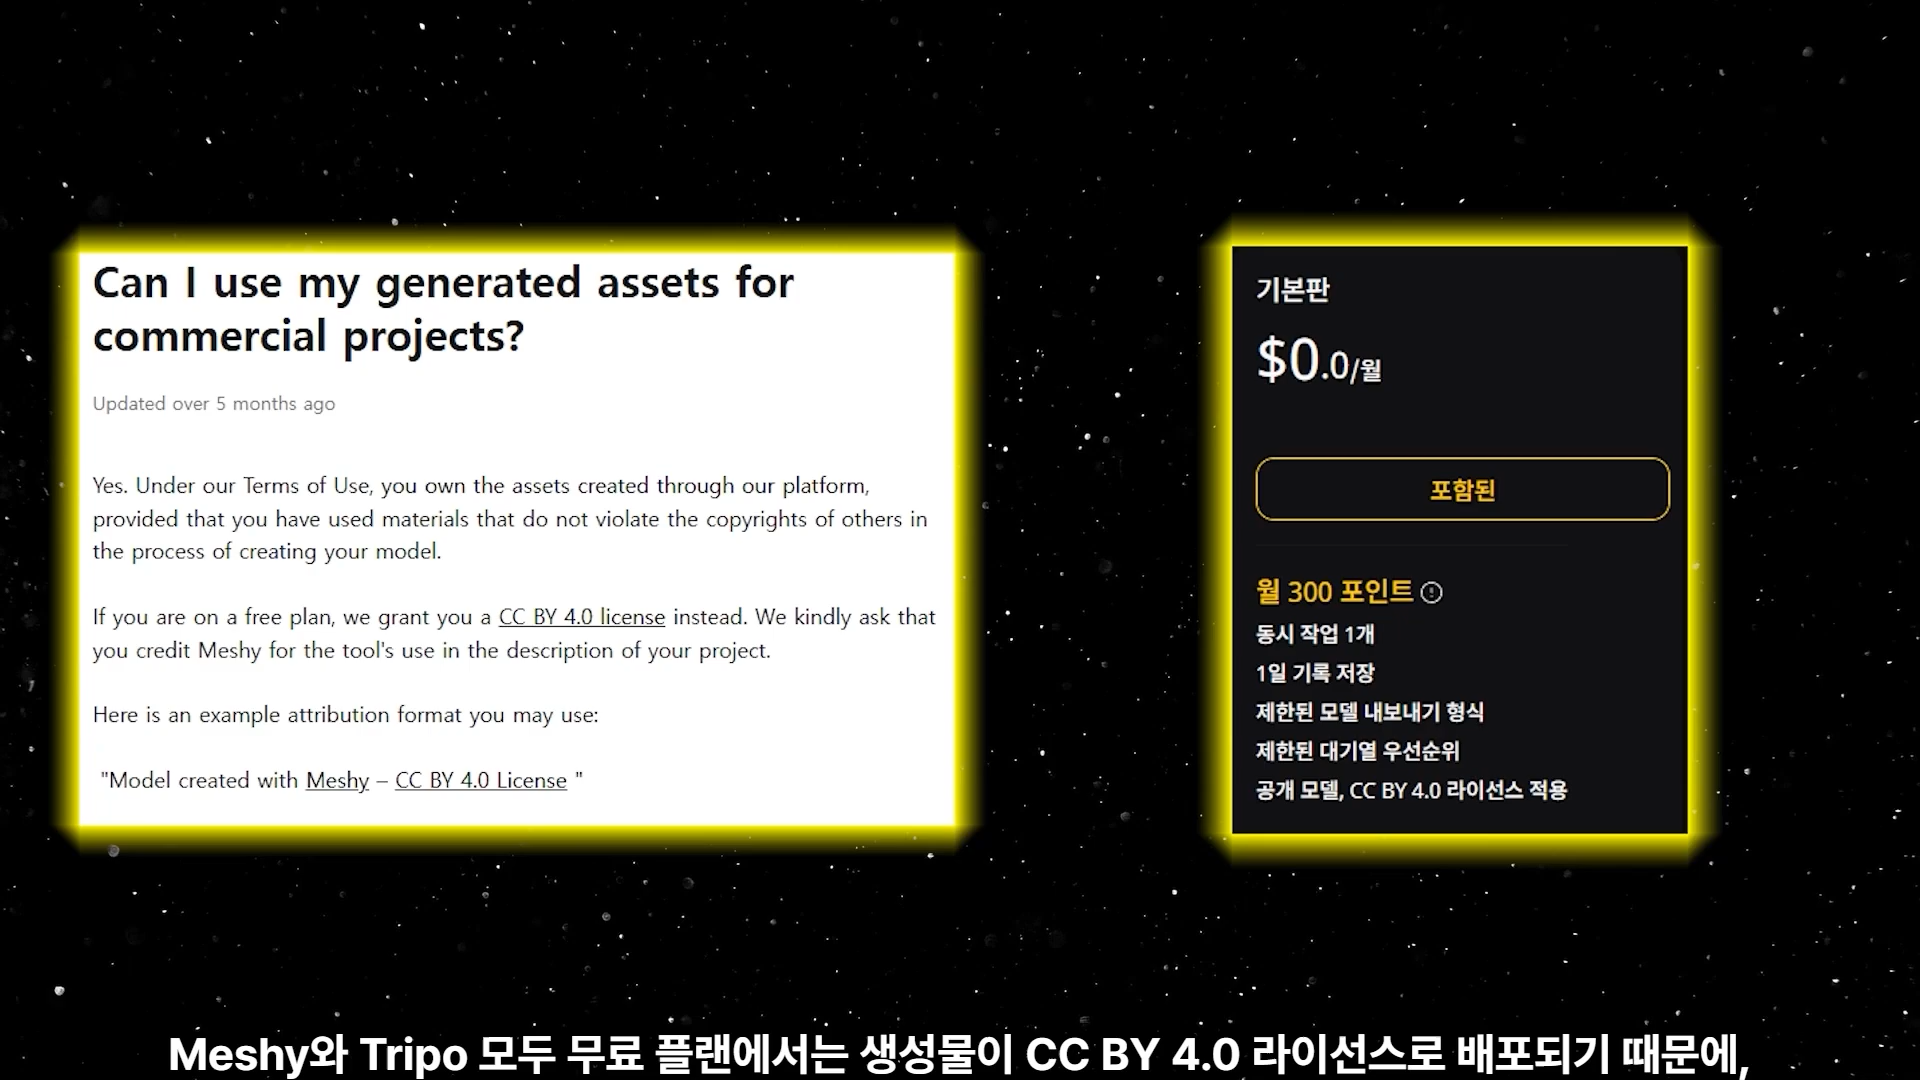 Can I use my generated assets for
commercial projects?
Updated over 5 months ago
Yes. Under our Terms of Use, you own the assets created through our platform,
provided that you have used materials that do not violate the copyrights of others in
the process of creating your model.
If you are on a free plan, we grant you a CC BY 4.0 license instead. We kindly ask that
you credit Meshy for the tool's use in the description of your project.
Here is an example attribution format you may use:
"Model created with Meshy – CC BY 4.0 License "
기본판
$0.0/월
포함된
월 300 포인트
동시 작업 1개
1일 기록 저장
제한된 모델 내보내기 형식
제한된 대기열 우선순위
공개 모델, CC BY 4.0 라이선스 적용
Meshy와 Tripo 모두 무료 플랜에서는 생성물이 CC BY 4.0 라이선스로 배포되기 때문에,